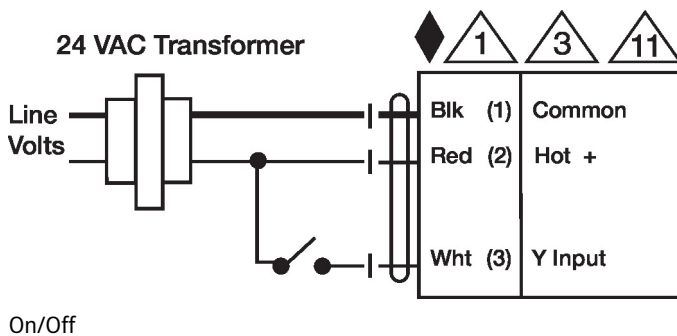 24 VAC Transformer
1 3 11
Line Volts
Blk (1) Common
Red (2) Hot +
Wht (3) Y Input
On/Off